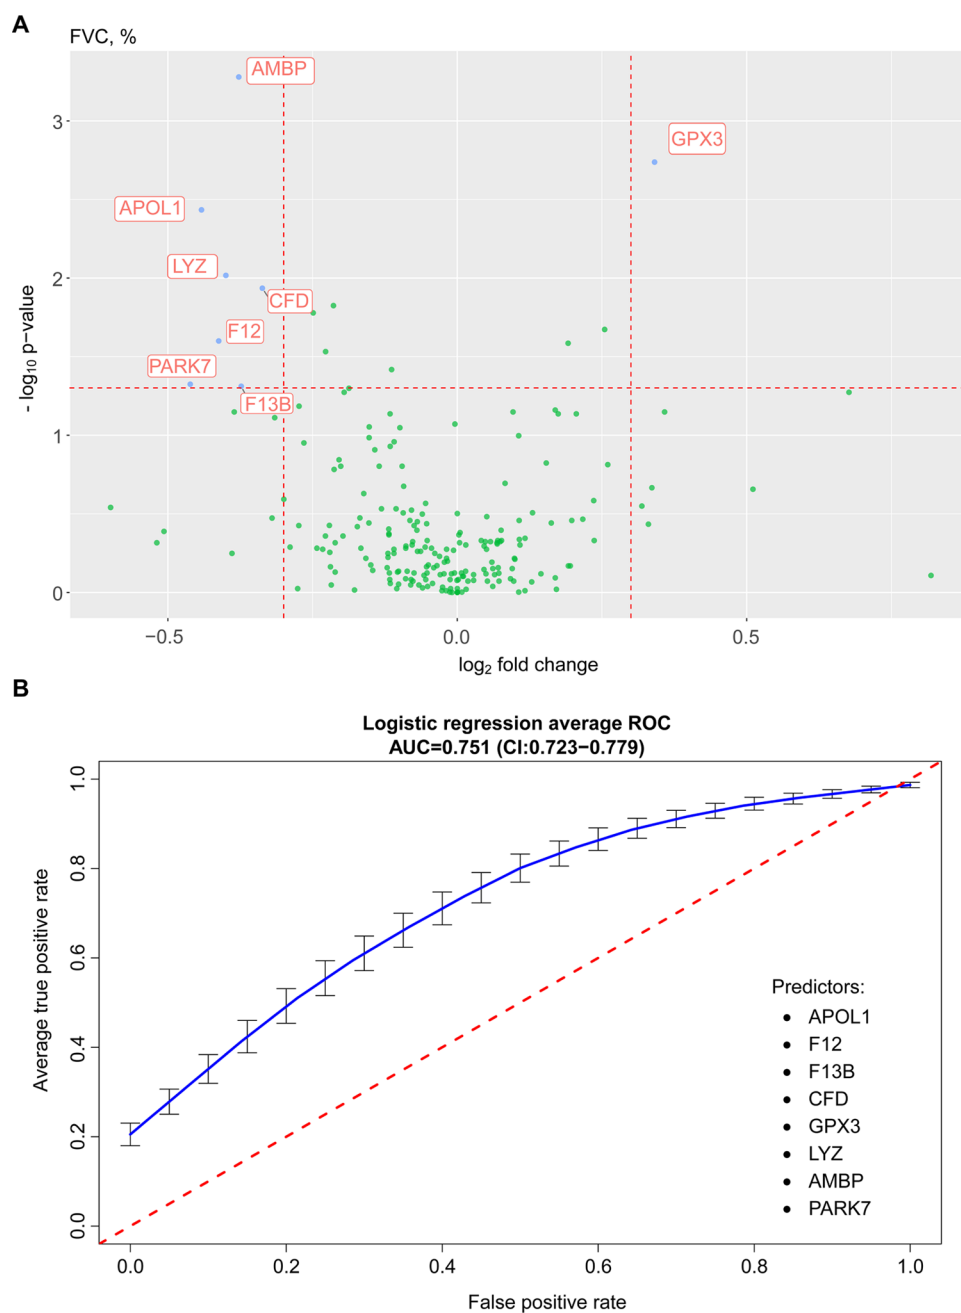 A
FVC, %
AMBP
GPX3
APOL1
LYZ
CFD
F12
PARK7
F13B
3
2
1
0
- log10 p−value
−0.5
0.0
0.5
log2 fold change
B
Logistic regression average ROC
AUC=0.751 (CI:0.723−0.779)
1.0
0.8
0.6
0.4
0.2
0.0
Average true positive rate
Predictors:
• APOL1
• F12
• F13B
• CFD
• GPX3
• LYZ
• AMBP
• PARK7
0.0
0.2
0.4
0.6
0.8
1.0
False positive rate